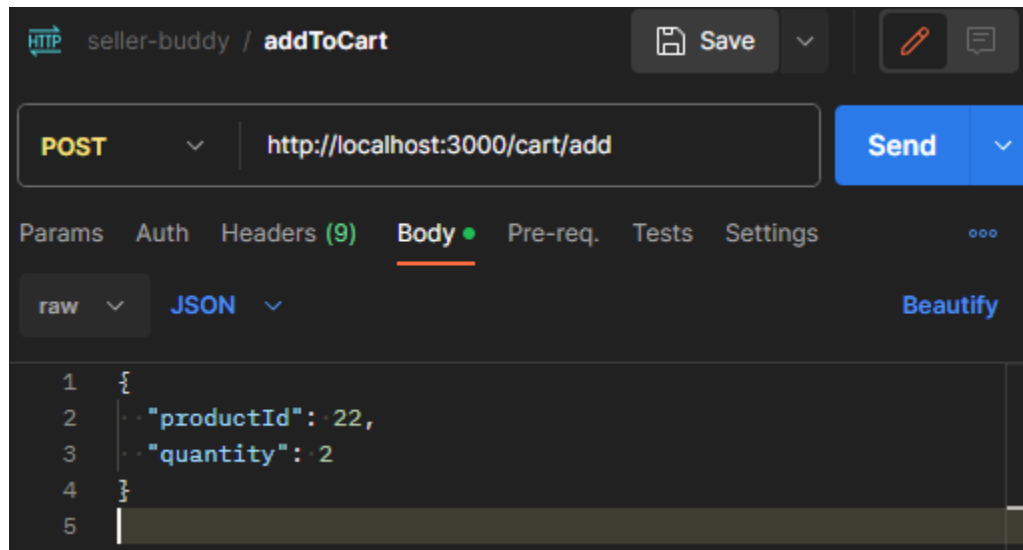 HTTP seller-buddy / addToCart Save
POST http://localhost:3000/cart/add Send
Params Auth Headers (9) Body Pre-req. Tests Settings
raw JSON Beautify
1 {
2 "productId": 22,
3 "quantity": 2
4 }
5